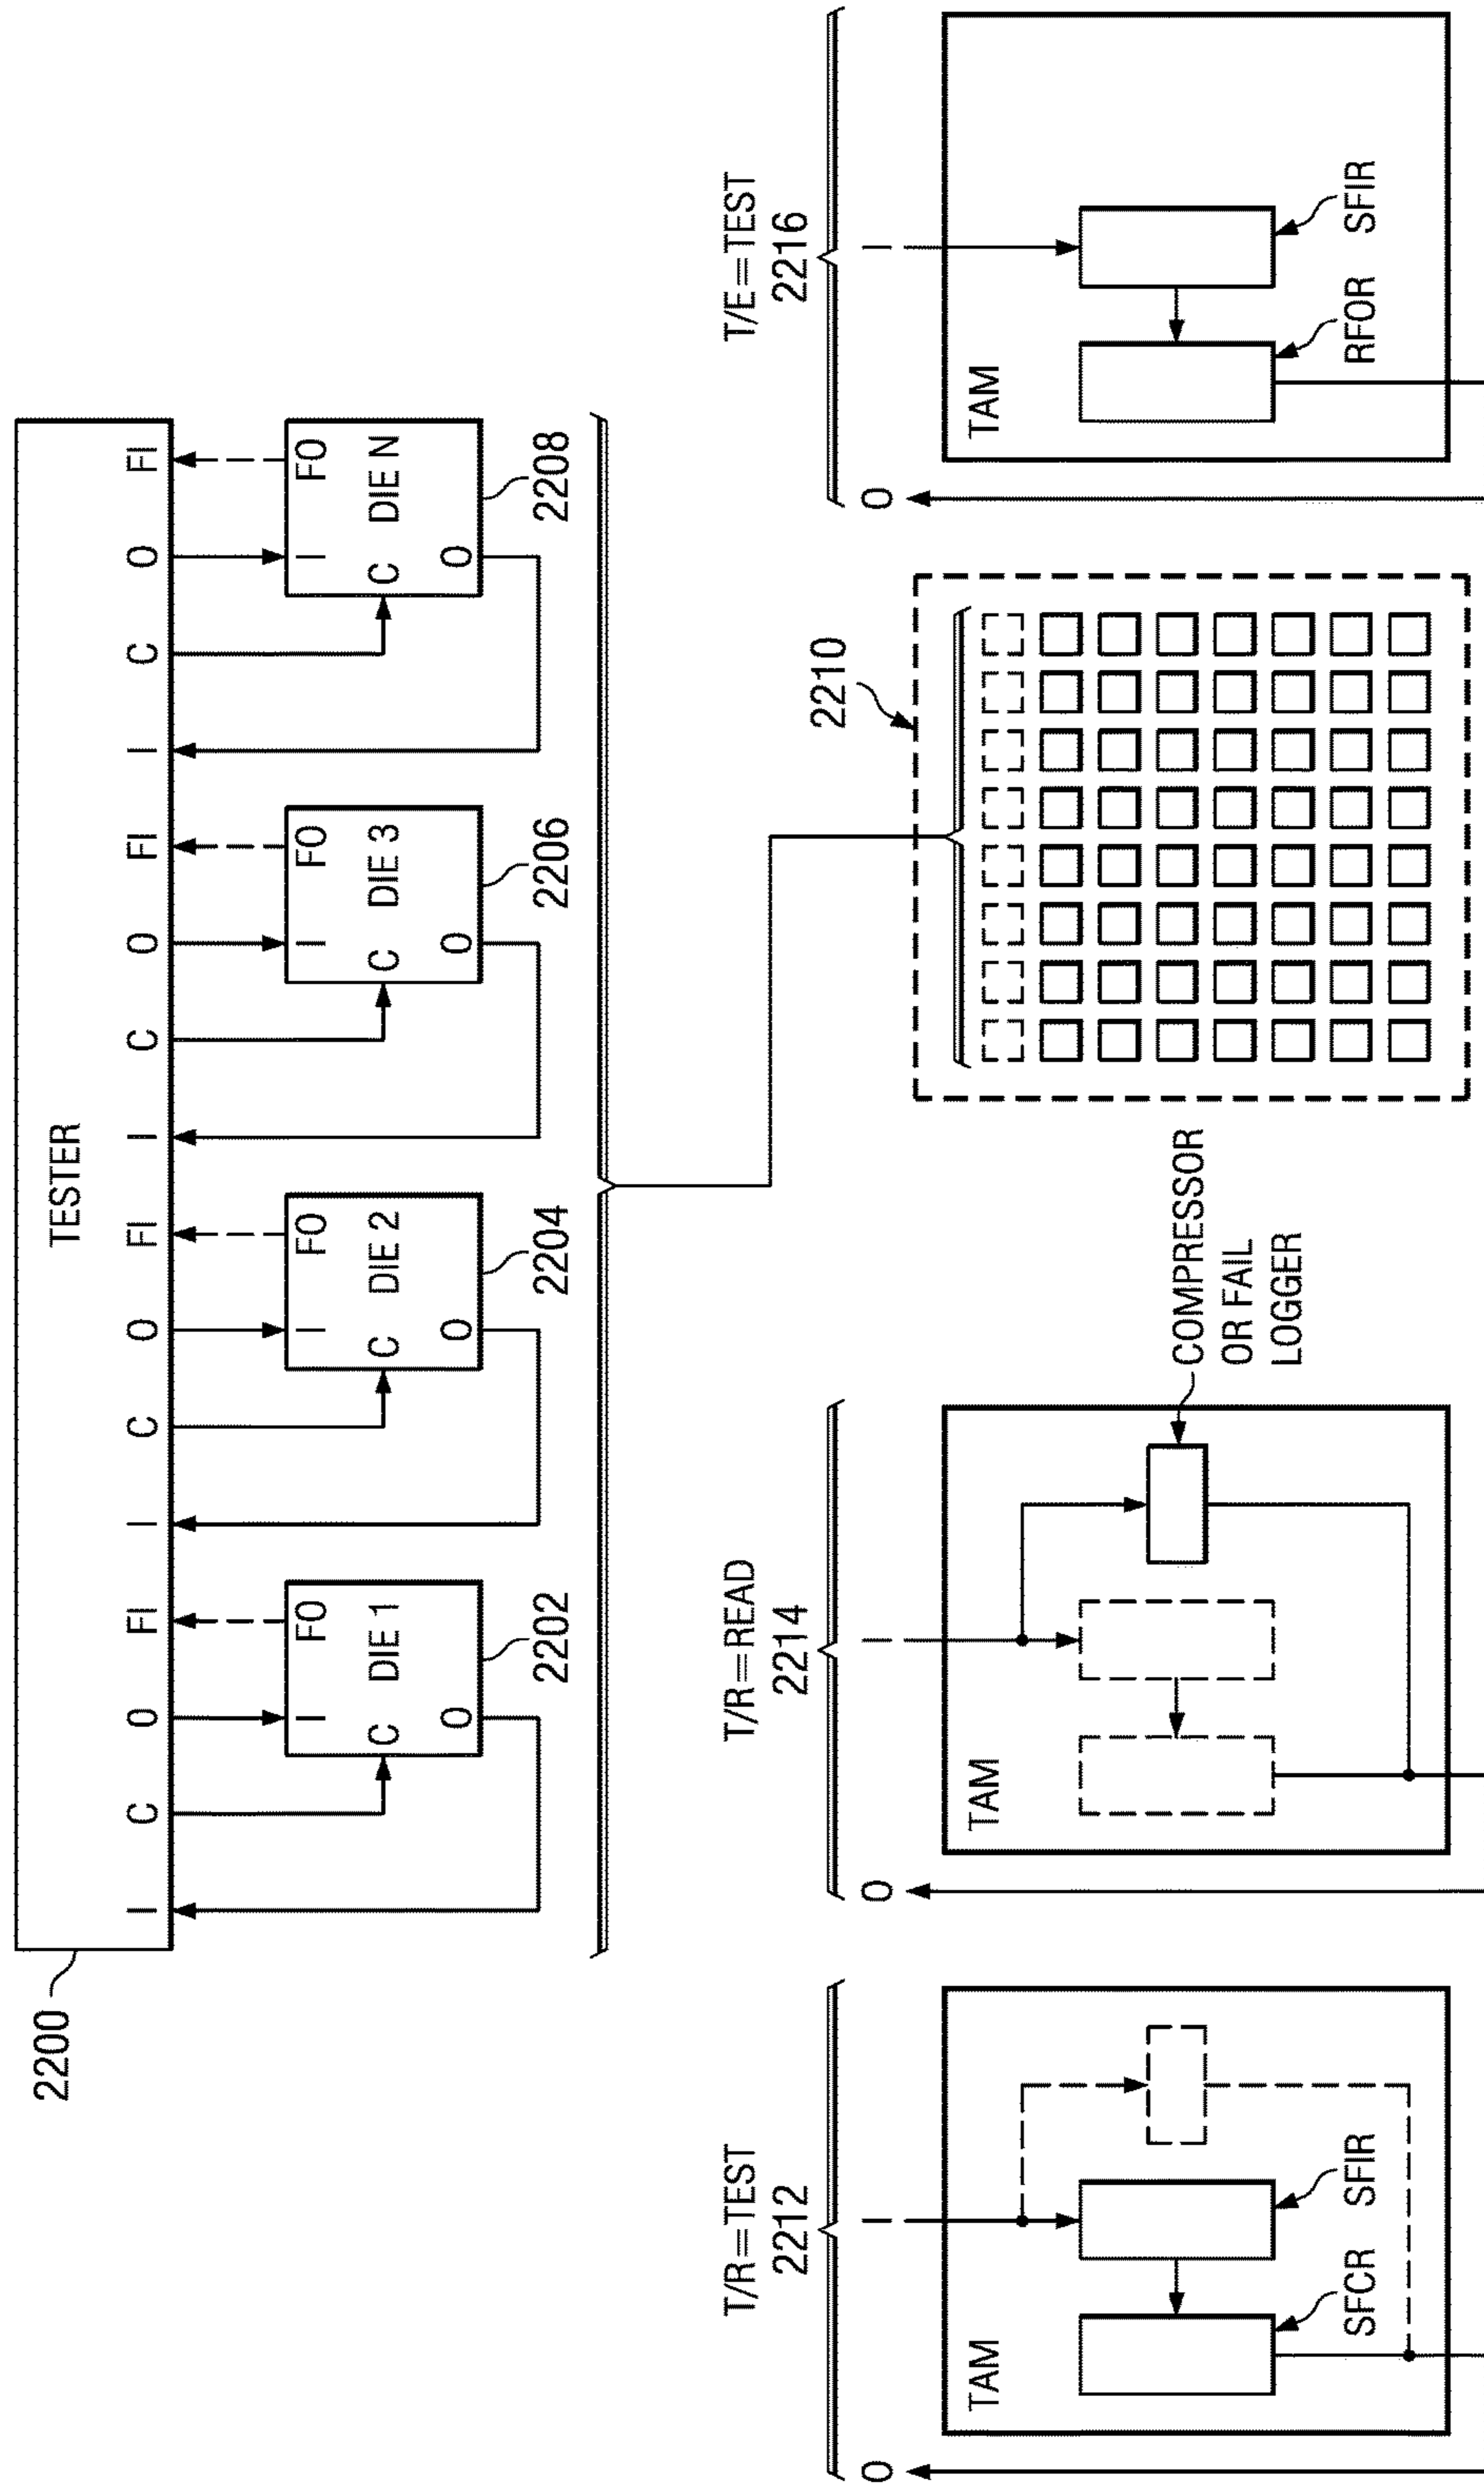 2200
TESTER
I C O FI I C O FI I C O FI I C O FI
FO FO FO FO
I I I I
C DIE 1 C DIE 2 C DIE 3 C DIE N
O O O O
2202 2204 2206 2208
T/R=TEST
2212
O I
TAM
SFCR SFIR
T/R=READ
2214
O I
TAM
COMPRESSOR
OR FAIL
LOGGER
2210
T/E=TEST
2216
O I
TAM
RFOR SFIR